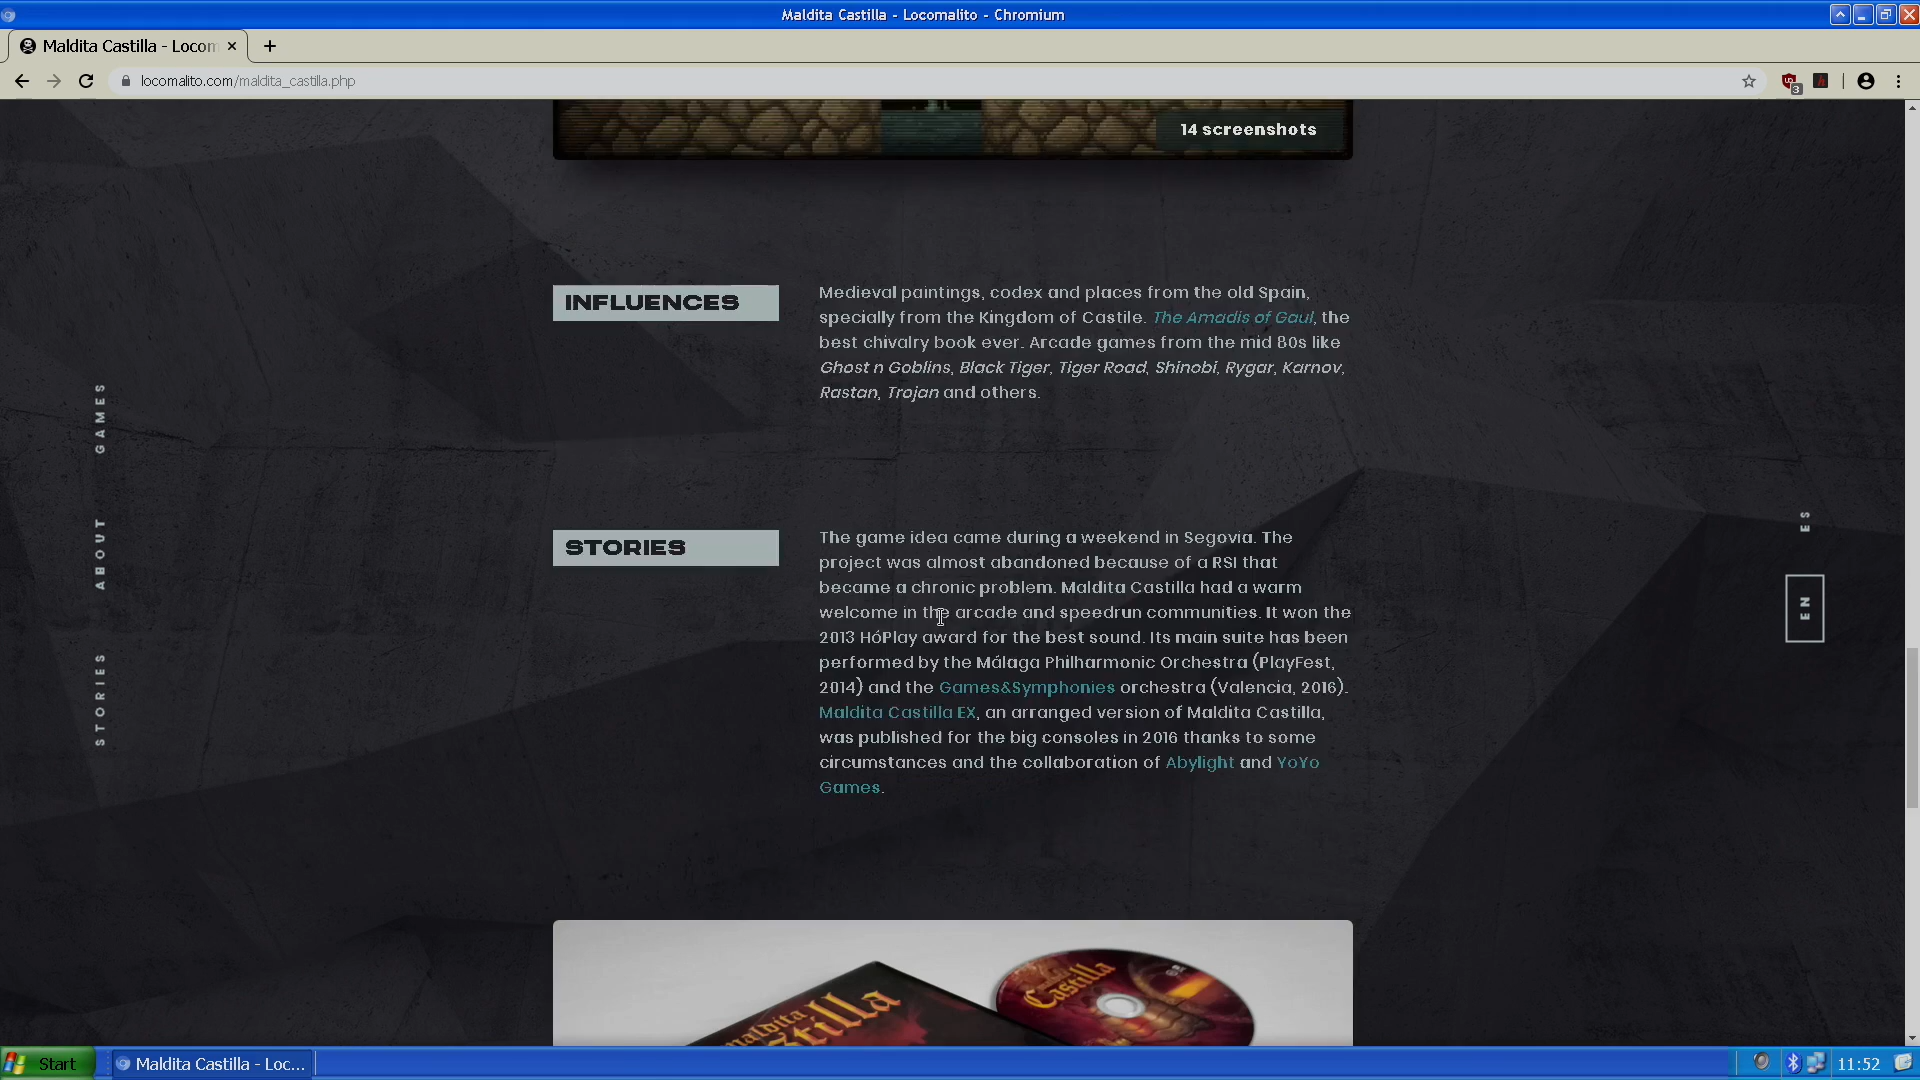 Maldita Castilla - Locomalito - Chromium
Maldita Castilla - Locom
locomalito.com/maldita_castilla.php
3
14 screenshots
INFLUENCES
Medieval paintings, codex and places from the old Spain,
specially from the Kingdom of Castile. The Amadis of Gaul, the
best chivalry book ever. Arcade games from the mid 80s like
Ghost n Goblins, Black Tiger, Tiger Road, Shinobi, Rygar, Karnov,
Rastan, Trojan and others.
GAMES
ABOUT
STORIES
ES
EN
STORIES
The game idea came during a weekend in Segovia. The
project was almost abandoned because of a RSI that
became a chronic problem. Maldita Castilla had a warm
welcome in the arcade and speedrun communities. It won the
2013 HóPlay award for the best sound. Its main suite has been
performed by the Málaga Philharmonic Orchestra (PlayFest,
2014) and the Games&Symphonies orchestra (Valencia, 2016).
Maldita Castilla EX, an arranged version of Maldita Castilla,
was published for the big consoles in 2016 thanks to some
circumstances and the collaboration of Abylight and YoYo
Games.
Maldita
Castilla
Castilla
Start
Maldita Castilla - Loc...
11:52